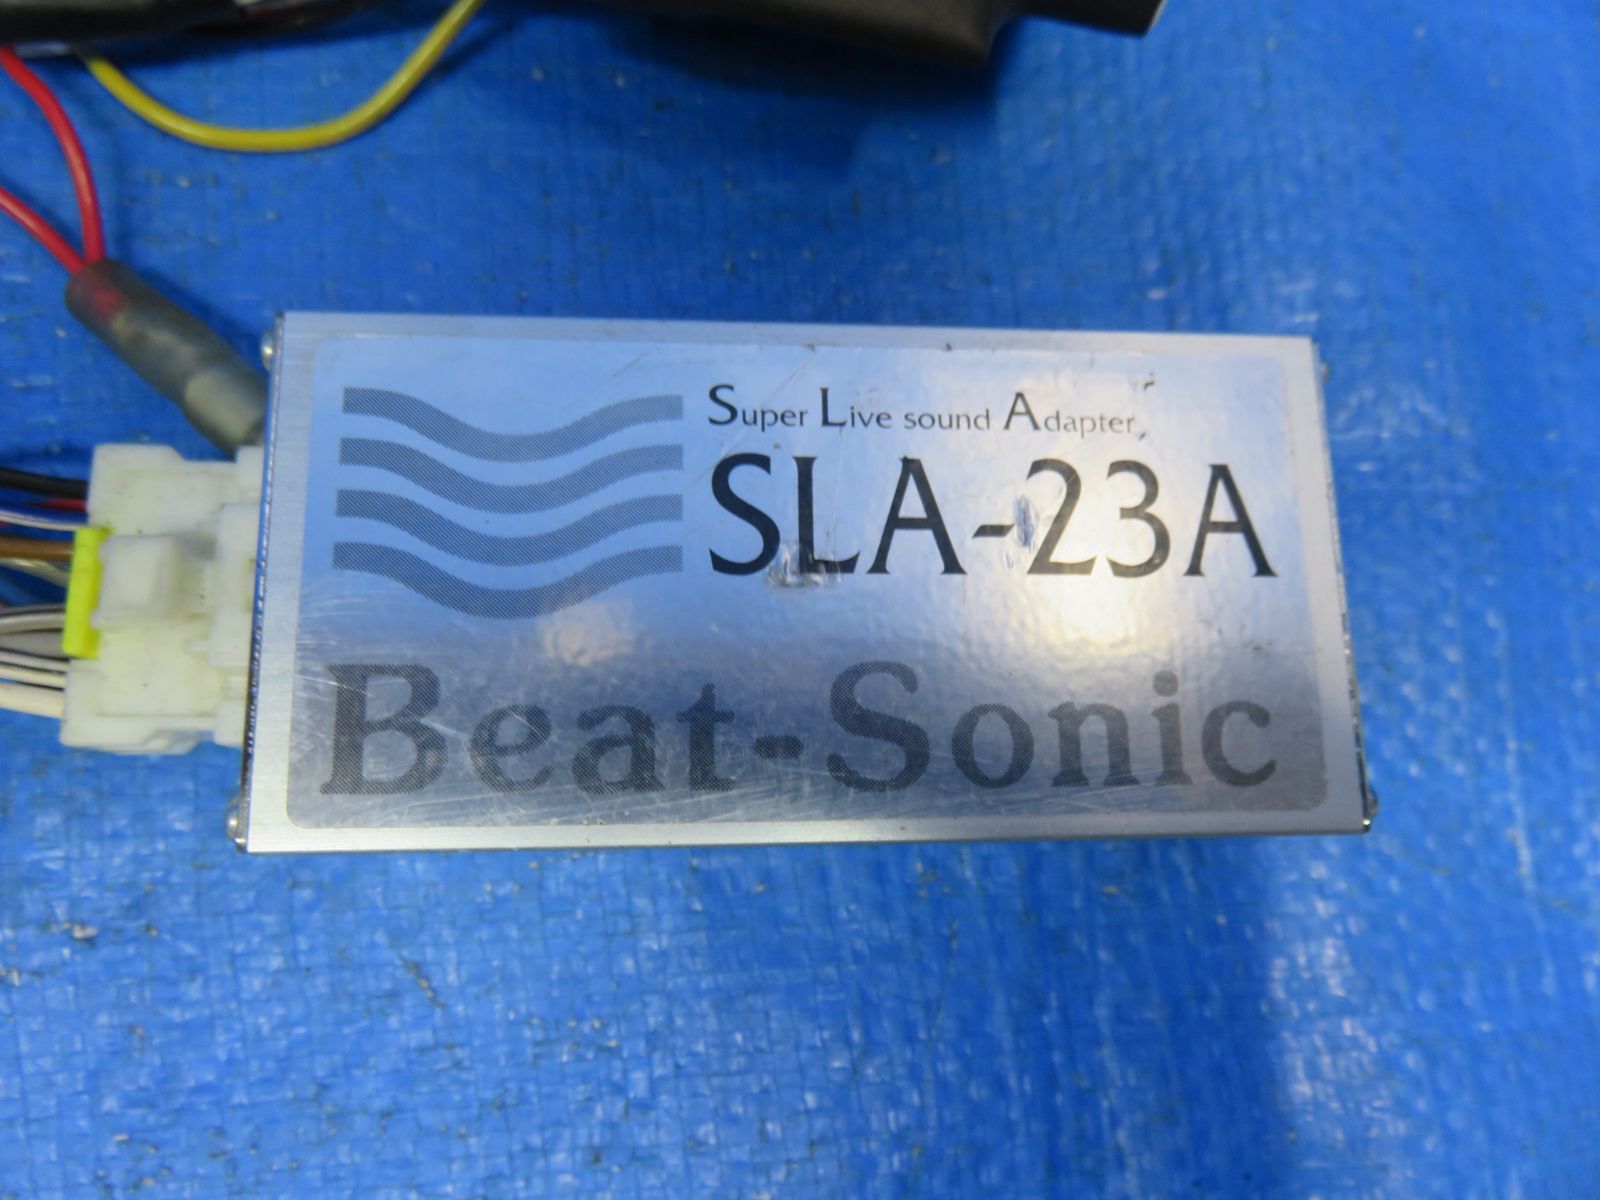 Super Live sound Adapter
SLA-23A
Beat-Sonic